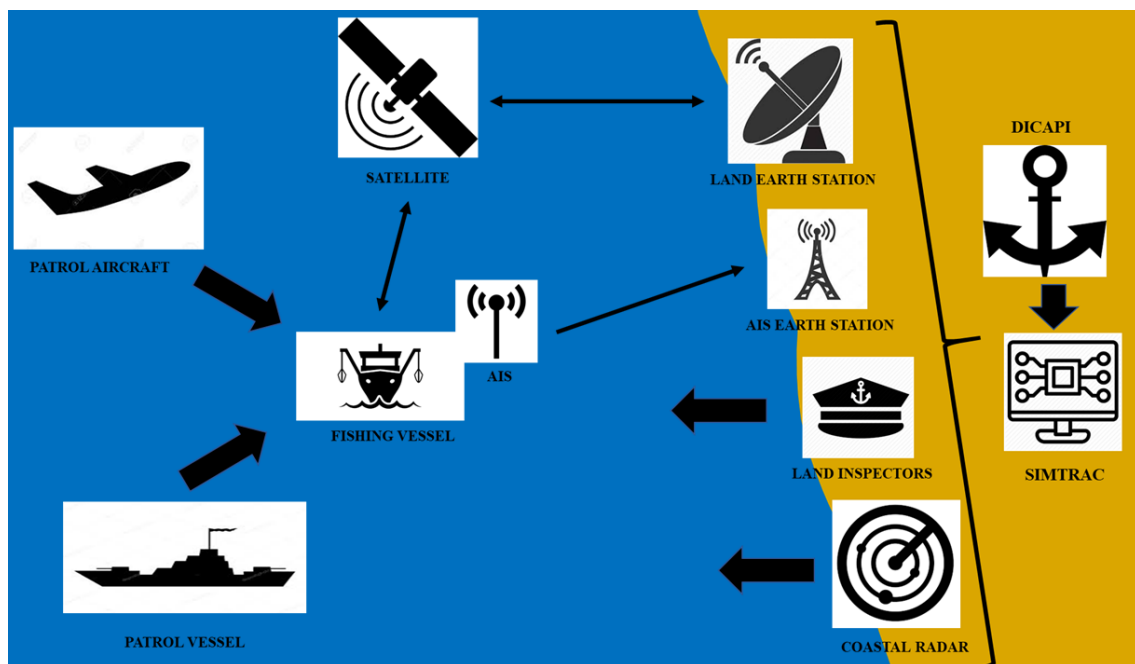 SATELLITE
LAND EARTH STATION
DICAPI
PATROL AIRCRAFT
AIS EARTH STATION
AIS
FISHING VESSEL
LAND INSPECTORS
SIMTRAC
PATROL VESSEL
COASTAL RADAR